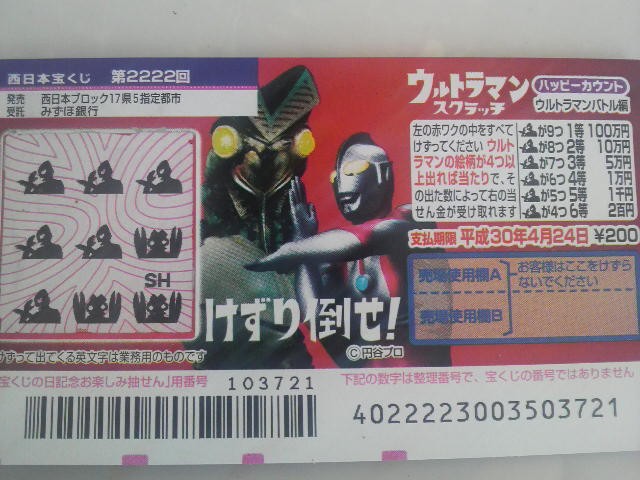 西日本宝くじ 第2222回
発売 西日本ブロック17県5指定都市
受託 みずほ銀行
ウルトラマン
スクラッチ
ハッピーカウント
ウルトラマンバトル編
左の赤ワクの中をすべて
けずってください ウルト
ラマンの絵柄が4つ以
上出れば当たりで、そ
の出た数によって右の当
せん金が受け取れます
が9つ 1等 100万円
が8つ 2等 10万円
が7つ 3等 5万円
が6つ 4等 1万円
が5つ 5等 1千円
が4つ 6等 2百円
支払期限 平成30年4月24日 ¥200
売場使用欄A
売場使用欄B
お客様はここをけずら
ないでください
SH
けずり倒せ!
©円谷プロ
けずって出てくる英文字は業務用のものです
宝くじの日記念お楽しみ抽せん」用番号 103721
下記の数字は整理番号で、宝くじの番号ではありません
40222223003503721